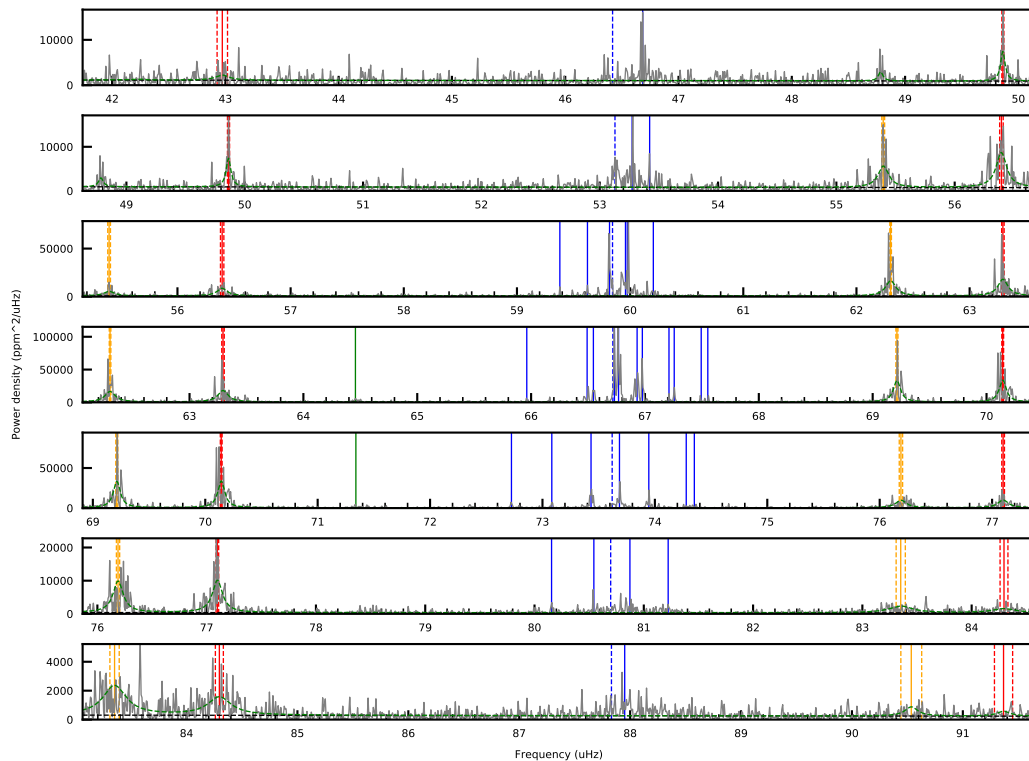 10000
0
42 43 44 45 46 47 48 49 50
10000
0
49 50 51 52 53 54 55 56
50000
0
56 57 58 59 60 61 62 63
Power density (ppm^2/uHz)
100000
50000
0
63 64 65 66 67 68 69 70
50000
0
69 70 71 72 73 74 75 76 77
20000
10000
0
76 77 78 79 80 81 82 83 84
4000
2000
0
84 85 86 87 88 89 90 91
Frequency (uHz)